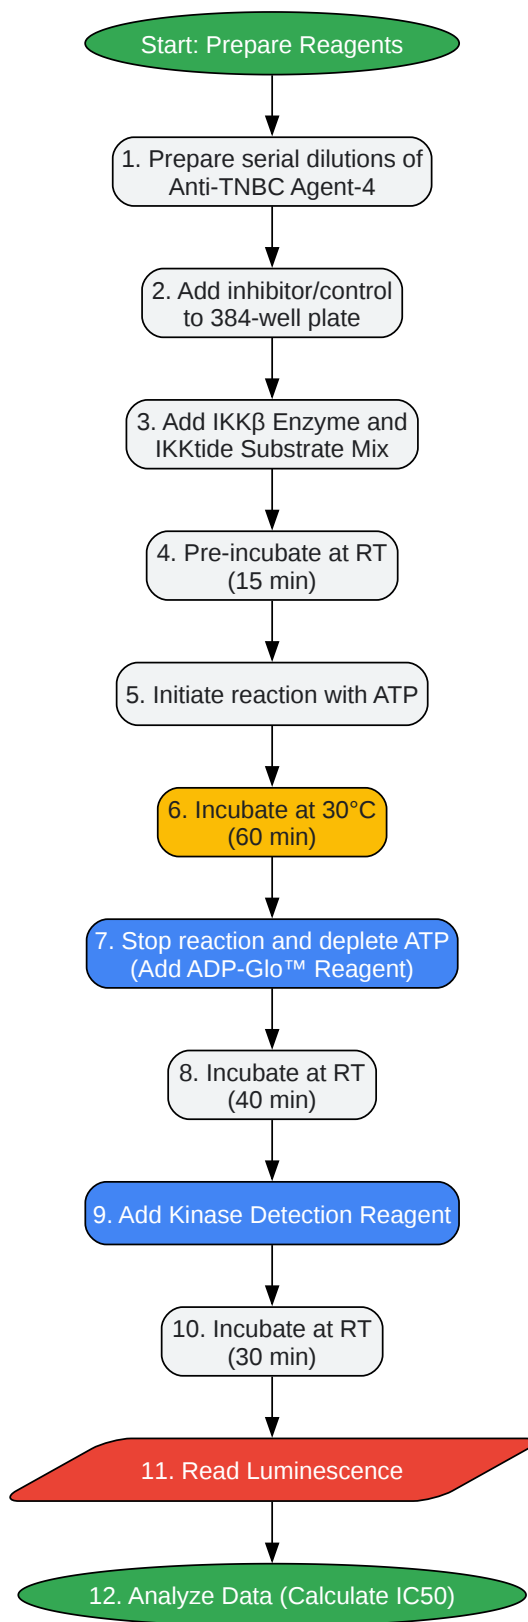 Start: Prepare Reagents
1. Prepare serial dilutions of
Anti-TNBC Agent-4
2. Add inhibitor/control
to 384-well plate
3. Add IKKβ Enzyme and
IKKtide Substrate Mix
4. Pre-incubate at RT
(15 min)
5. Initiate reaction with ATP
6. Incubate at 30°C
(60 min)
7. Stop reaction and deplete ATP
(Add ADP-Glo™ Reagent)
8. Incubate at RT
(40 min)
9. Add Kinase Detection Reagent
10. Incubate at RT
(30 min)
11. Read Luminescence
12. Analyze Data (Calculate IC50)